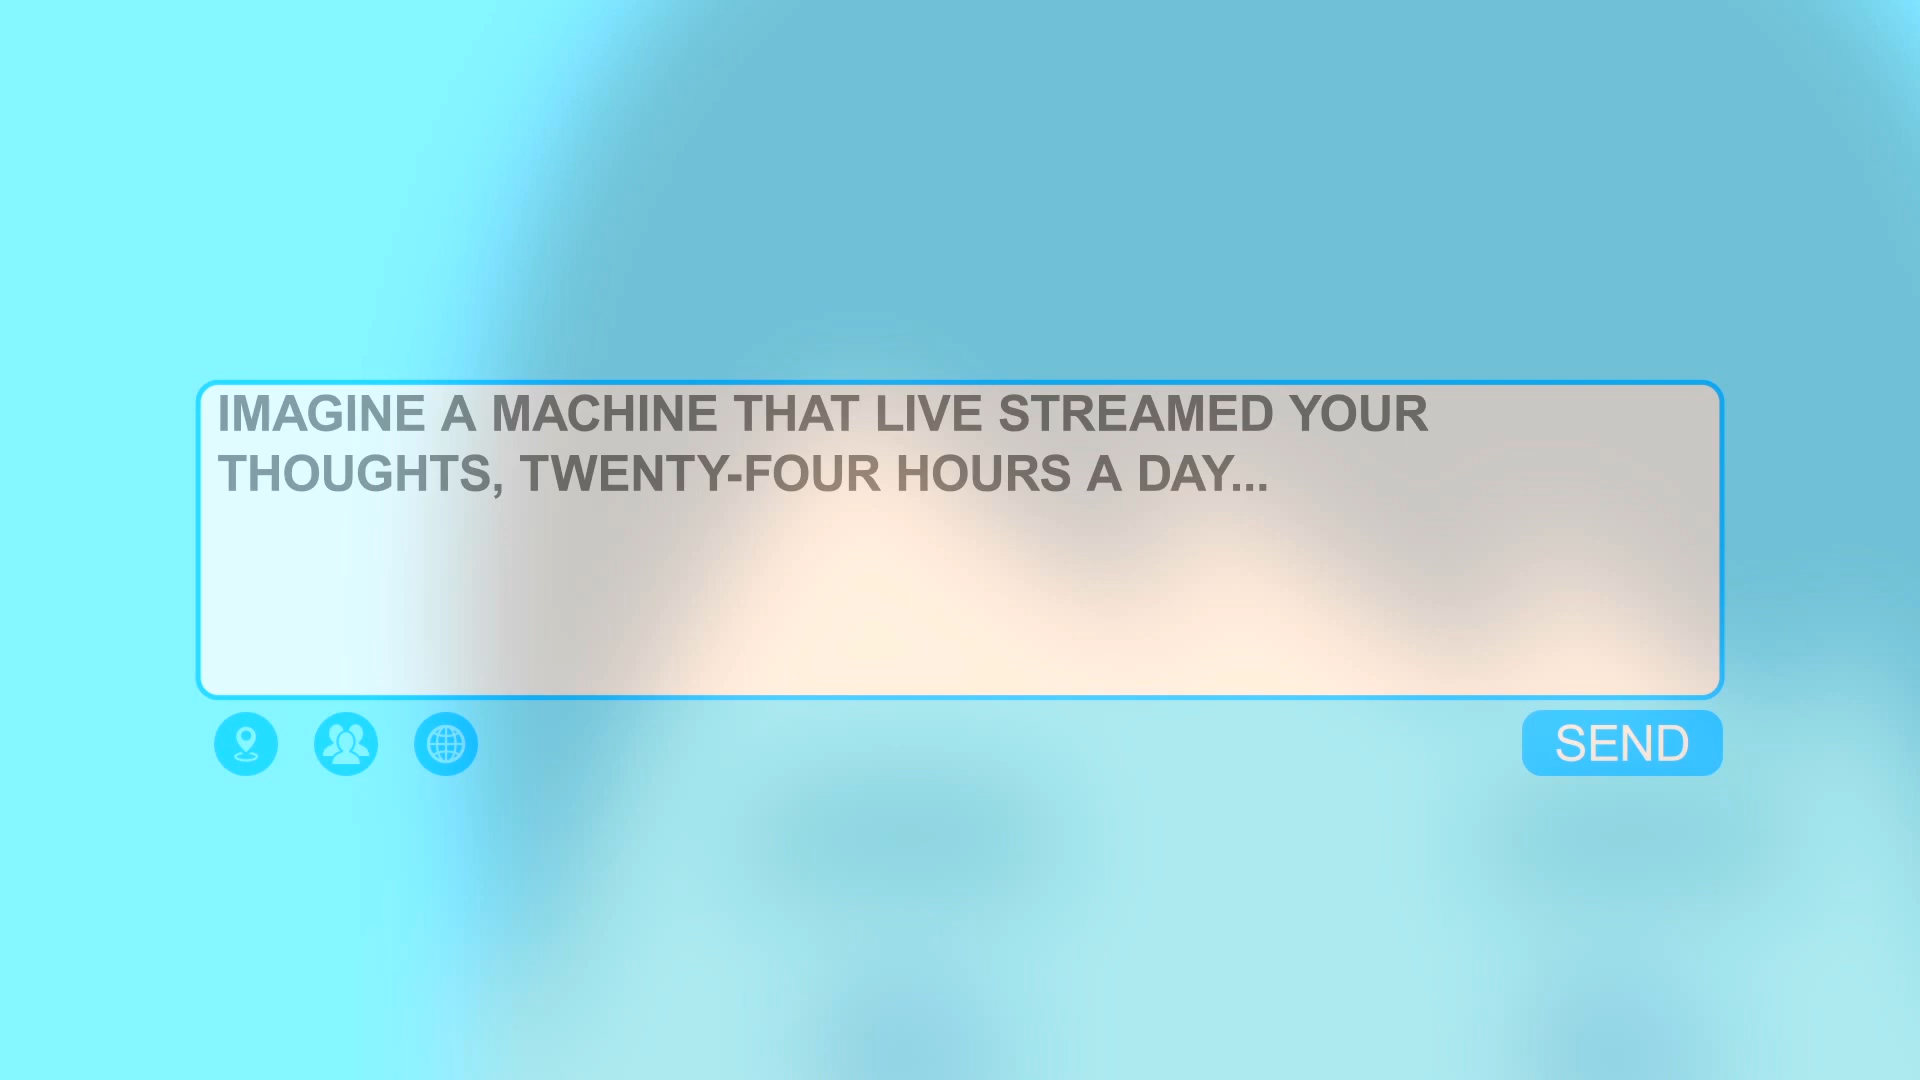 IMAGINE A MACHINE THAT LIVE STREAMED YOUR
THOUGHTS, TWENTY-FOUR HOURS A DAY...
SEND